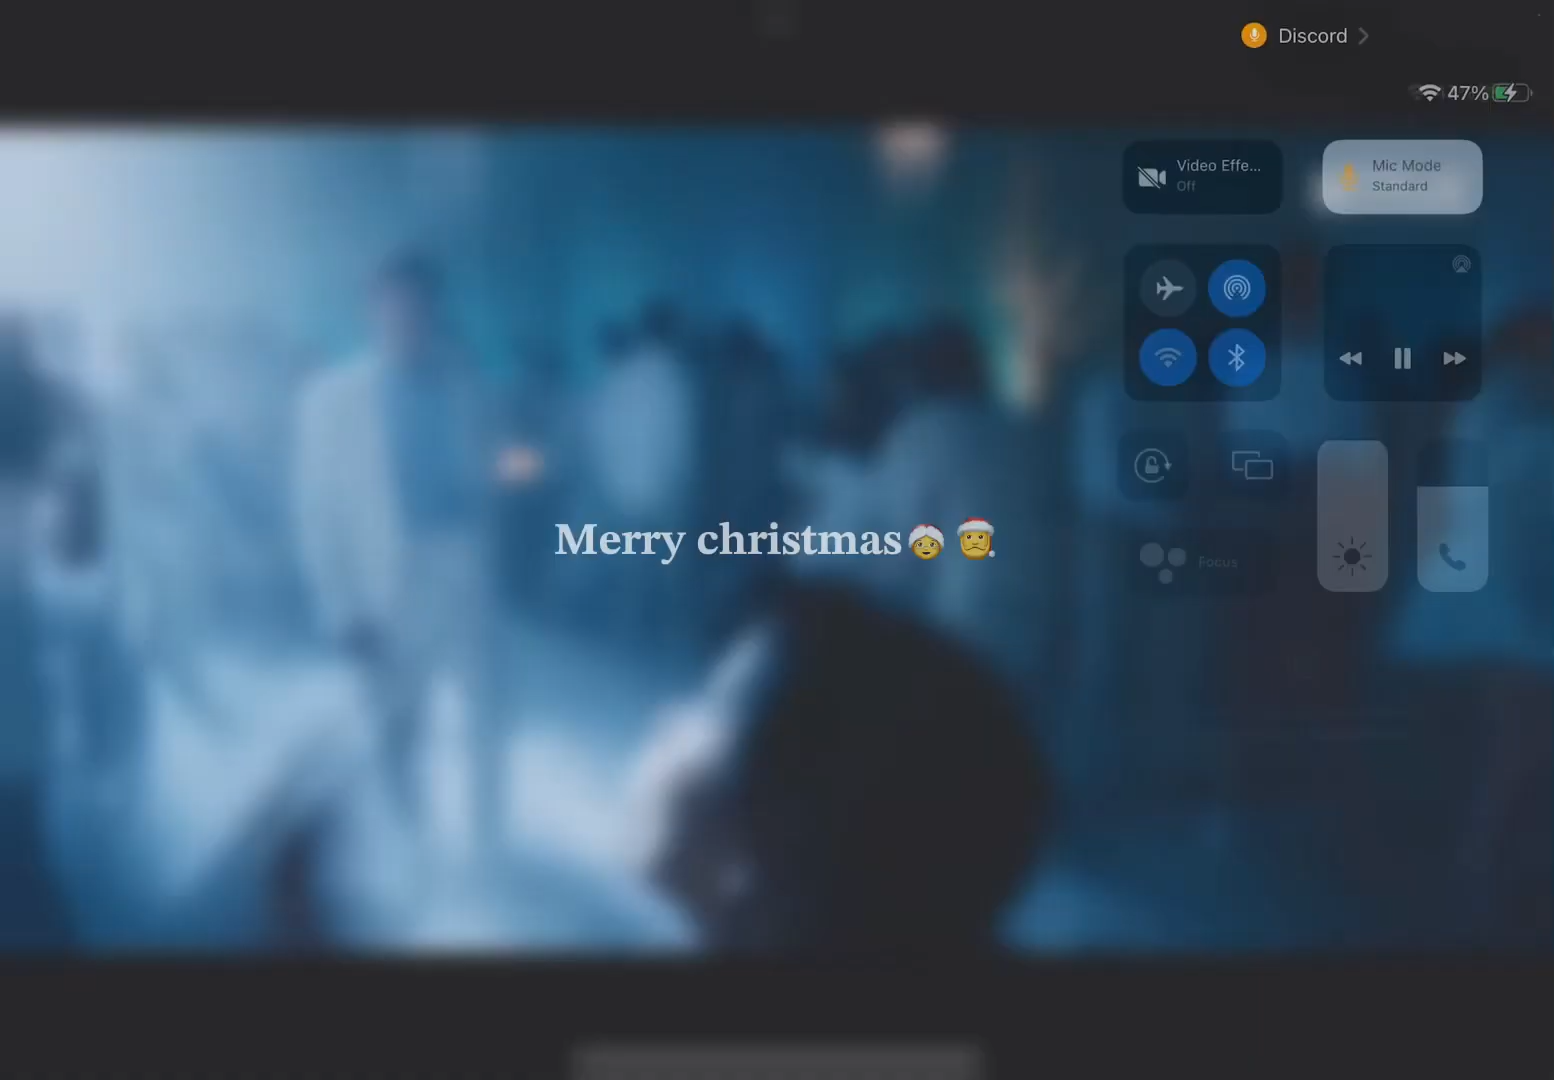 Discord
47%
Video Effe...
Off
Mic Mode
Standard
Merry christmas🤶🎅
Focus